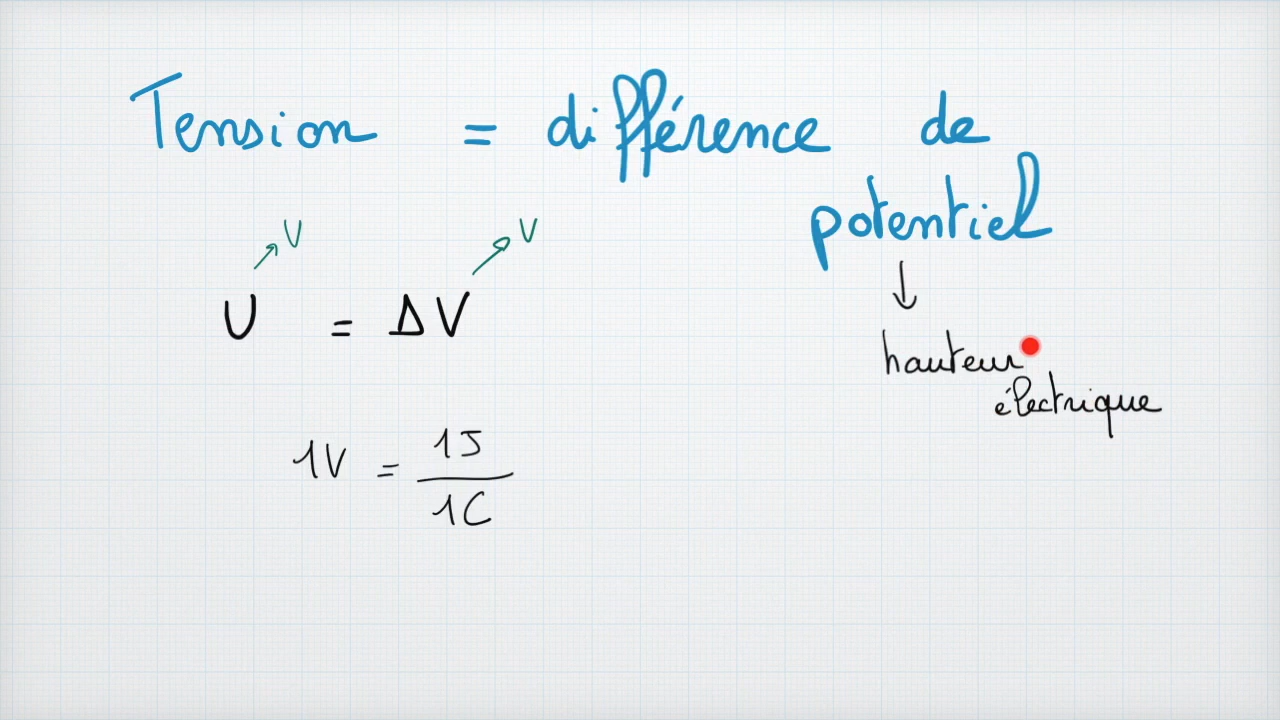 Tension = différence de
potentiel
V V
U = ΔV
hauteur
électrique
1V = 1J
1C